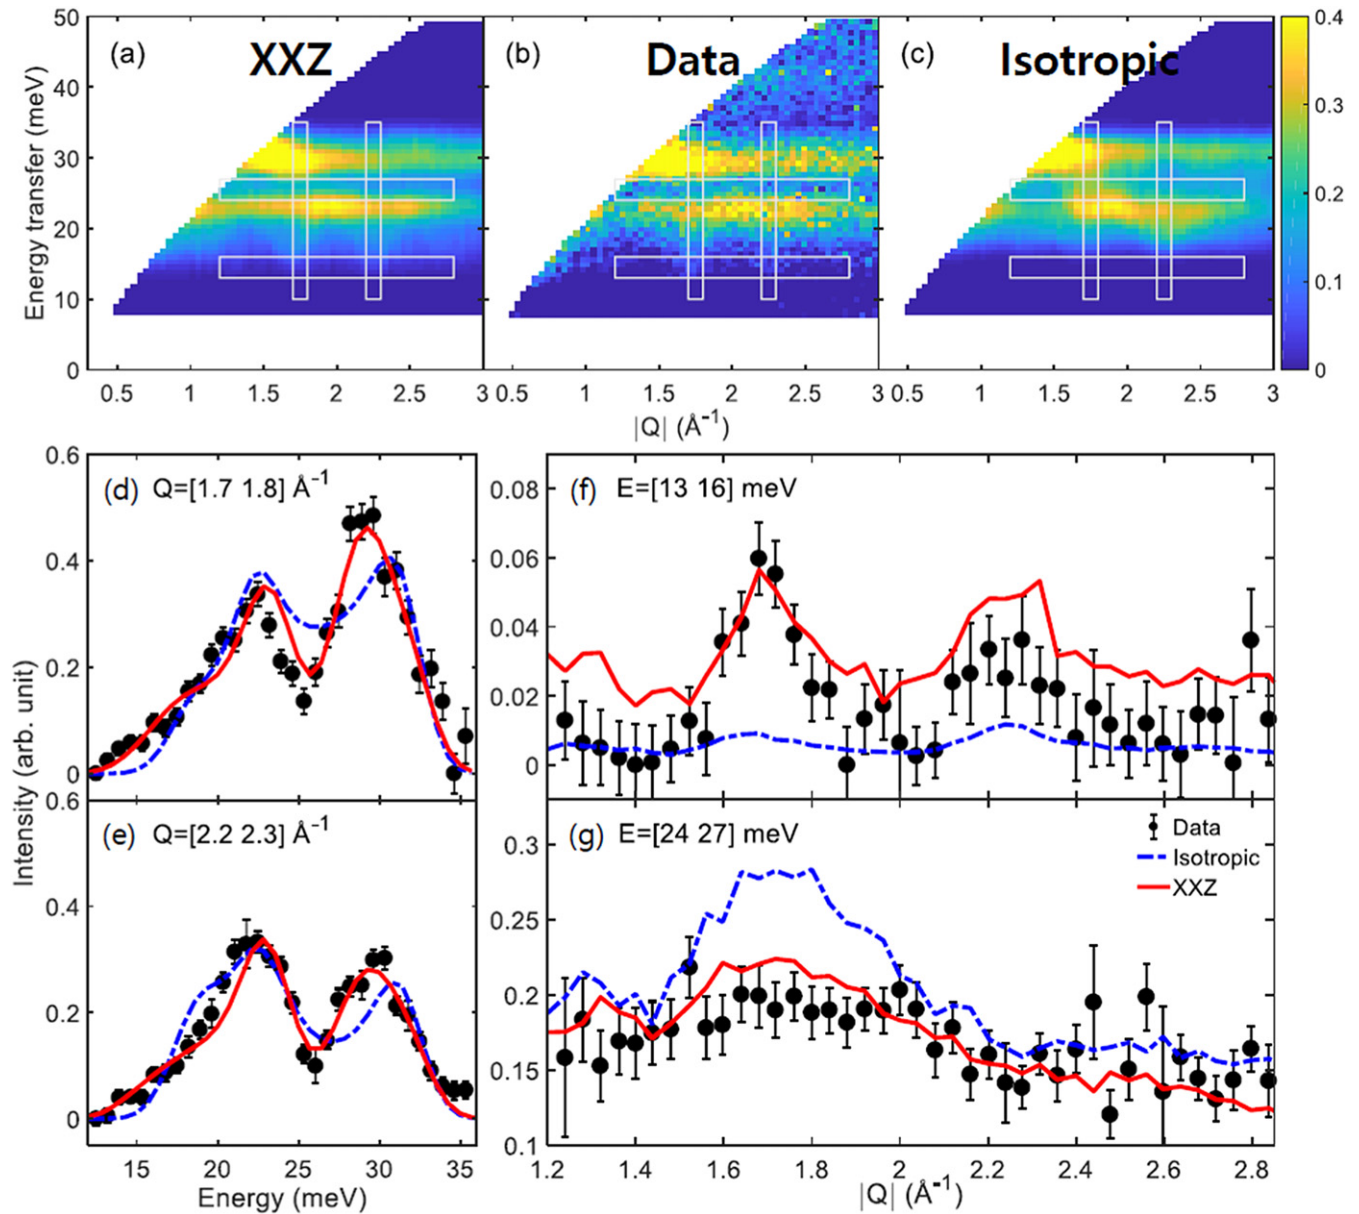 (a) XXZ
(b) Data
(c) Isotropic
Energy transfer (meV)
50
40
30
20
10
0
0.5 1 1.5 2 2.5 3
0.5 1 1.5 2 2.5 3
0.5 1 1.5 2 2.5 3
|Q| (Å⁻¹)
0.4
0.3
0.2
0.1
0
Intensity (arb. unit)
(d) Q=[1.7 1.8] Å⁻¹
0.6
0.4
0.2
0
(e) Q=[2.2 2.3] Å⁻¹
0.6
0.4
0.2
0
15 20 25 30 35
Energy (meV)
(f) E=[13 16] meV
0.08
0.06
0.04
0.02
0
(g) E=[24 27] meV
Data
Isotropic
XXZ
0.3
0.25
0.2
0.15
0.1
1.2 1.4 1.6 1.8 2 2.2 2.4 2.6 2.8
|Q| (Å⁻¹)